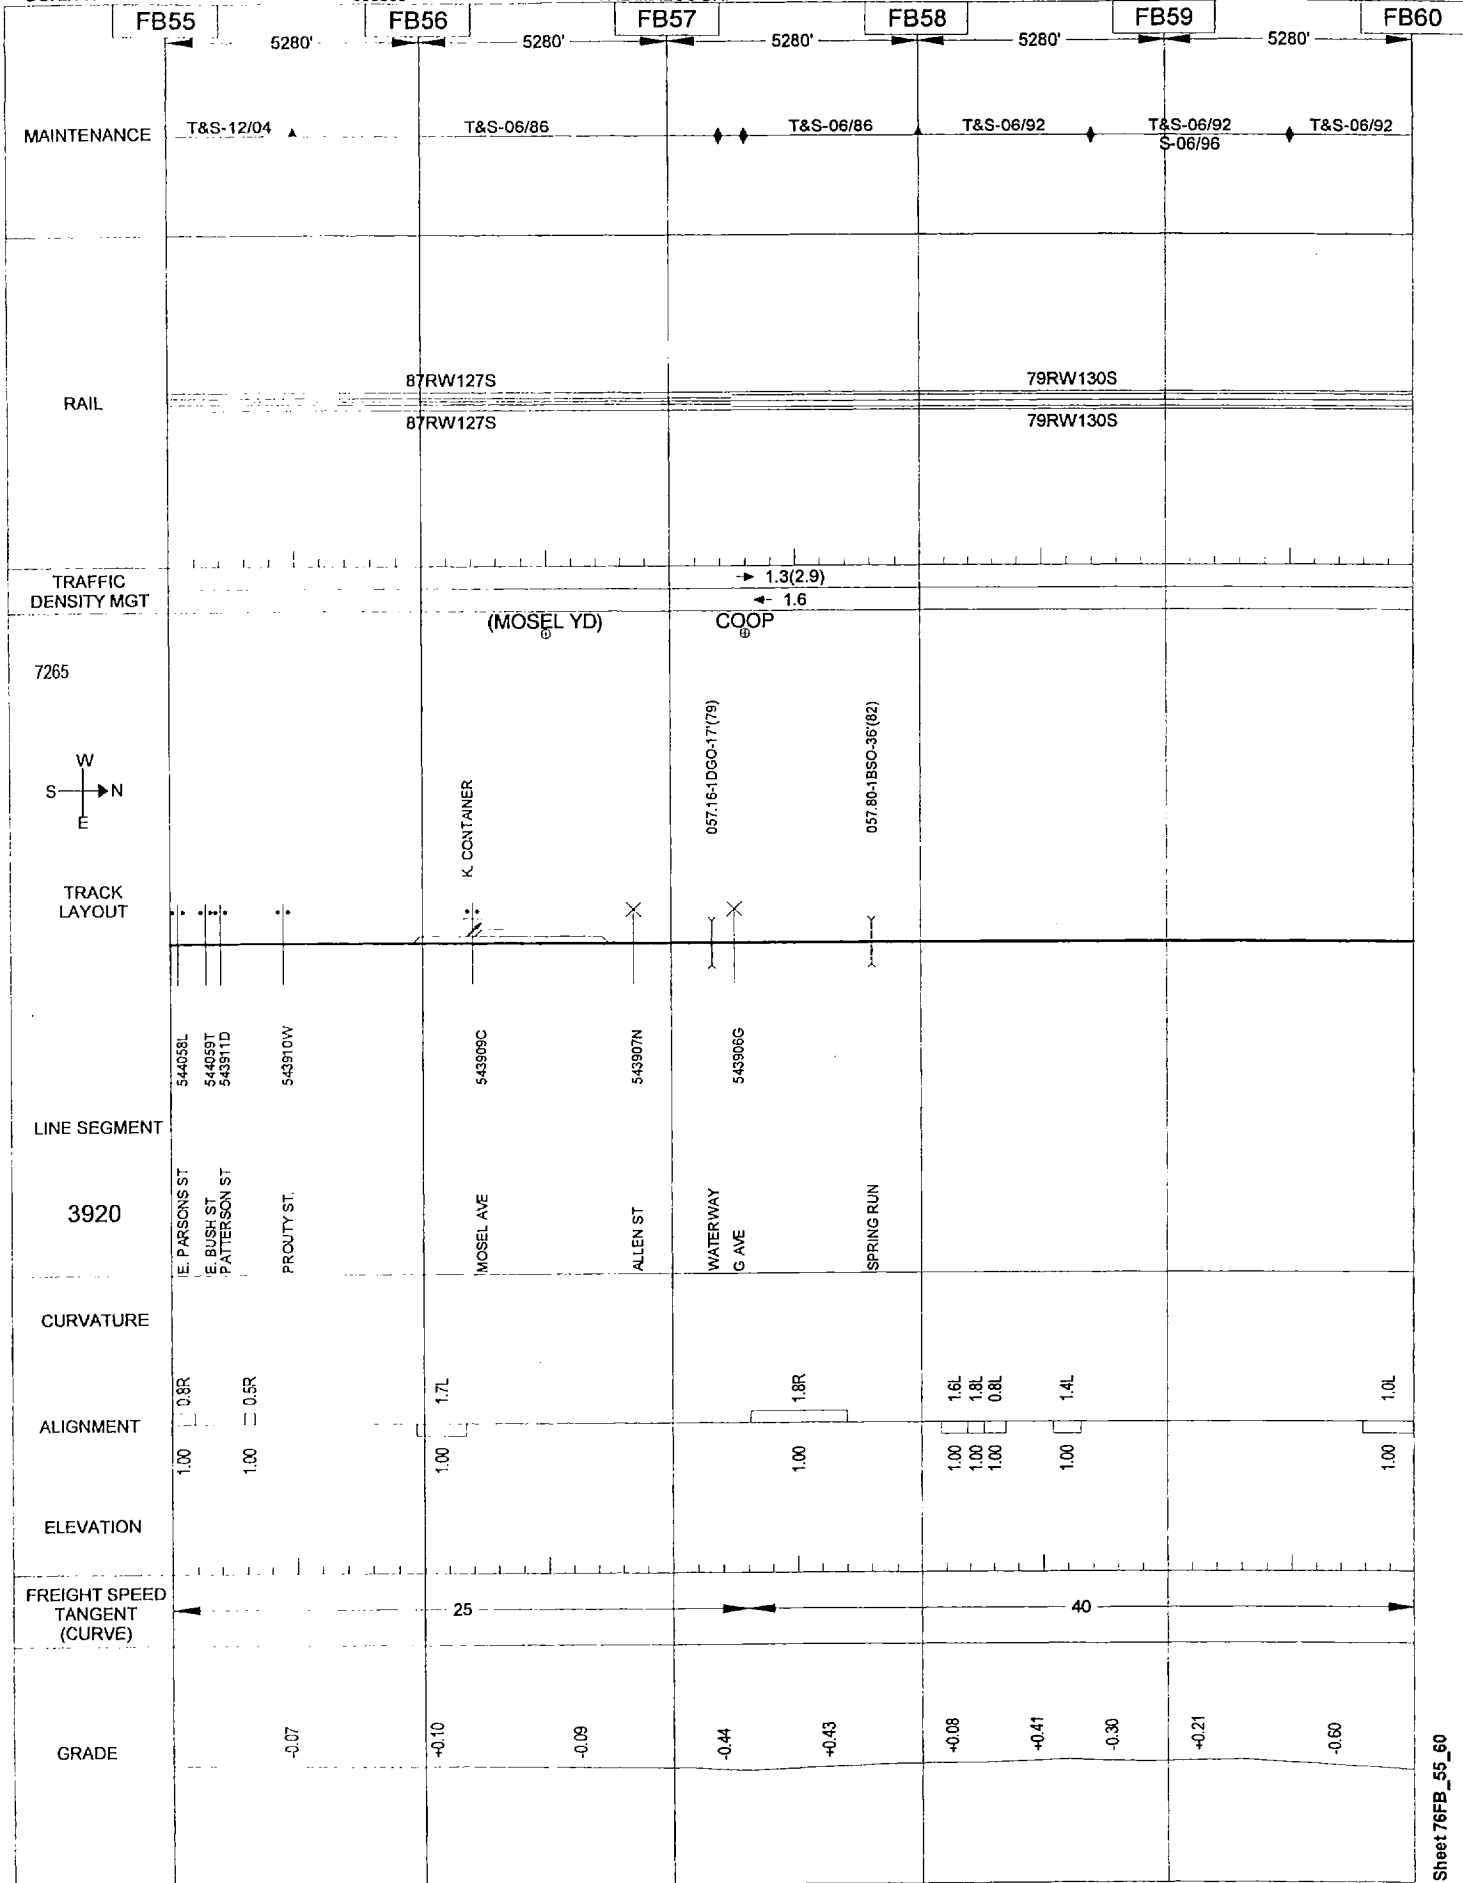 FB55 FB56 FB57 FB58 FB59 FB60
5280' 5280' 5280' 5280' 5280'
MAINTENANCE T&S-12/04 T&S-06/86 T&S-06/86 T&S-06/92 T&S-06/92 T&S-06/92
S-06/96
87RW127S 79RW130S
RAIL
87RW127S 79RW130S
TRAFFIC
DENSITY MGT
1.3(2.9)
1.6
(MOSEL YD) COOP
7265
W
S N
E
057.16-1DGO-17'(79)
057.80-1BSO-36'(82)
K. CONTAINER
TRACK
LAYOUT
544058L
544059T
543911D
543910W
543909C
543907N
543906G
LINE SEGMENT
3920
E. PARSONS ST
E. BUSH ST
PATTERSON ST
PROUTY ST.
MOSEL AVE
ALLEN ST
WATERWAY
G AVE
SPRING RUN
CURVATURE
0.8R 0.5R 1.7L 1.8R 1.6L 1.8L 0.8L 1.4L 1.0L
ALIGNMENT
1.00 1.00 1.00 1.00 1.00 1.00 1.00 1.00 1.00
ELEVATION
FREIGHT SPEED
TANGENT
(CURVE)
25 40
GRADE
-0.07 +0.10 -0.09 -0.44 +0.43 +0.08 +0.41 -0.30 +0.21 -0.60
Sheet 76FB_55_60